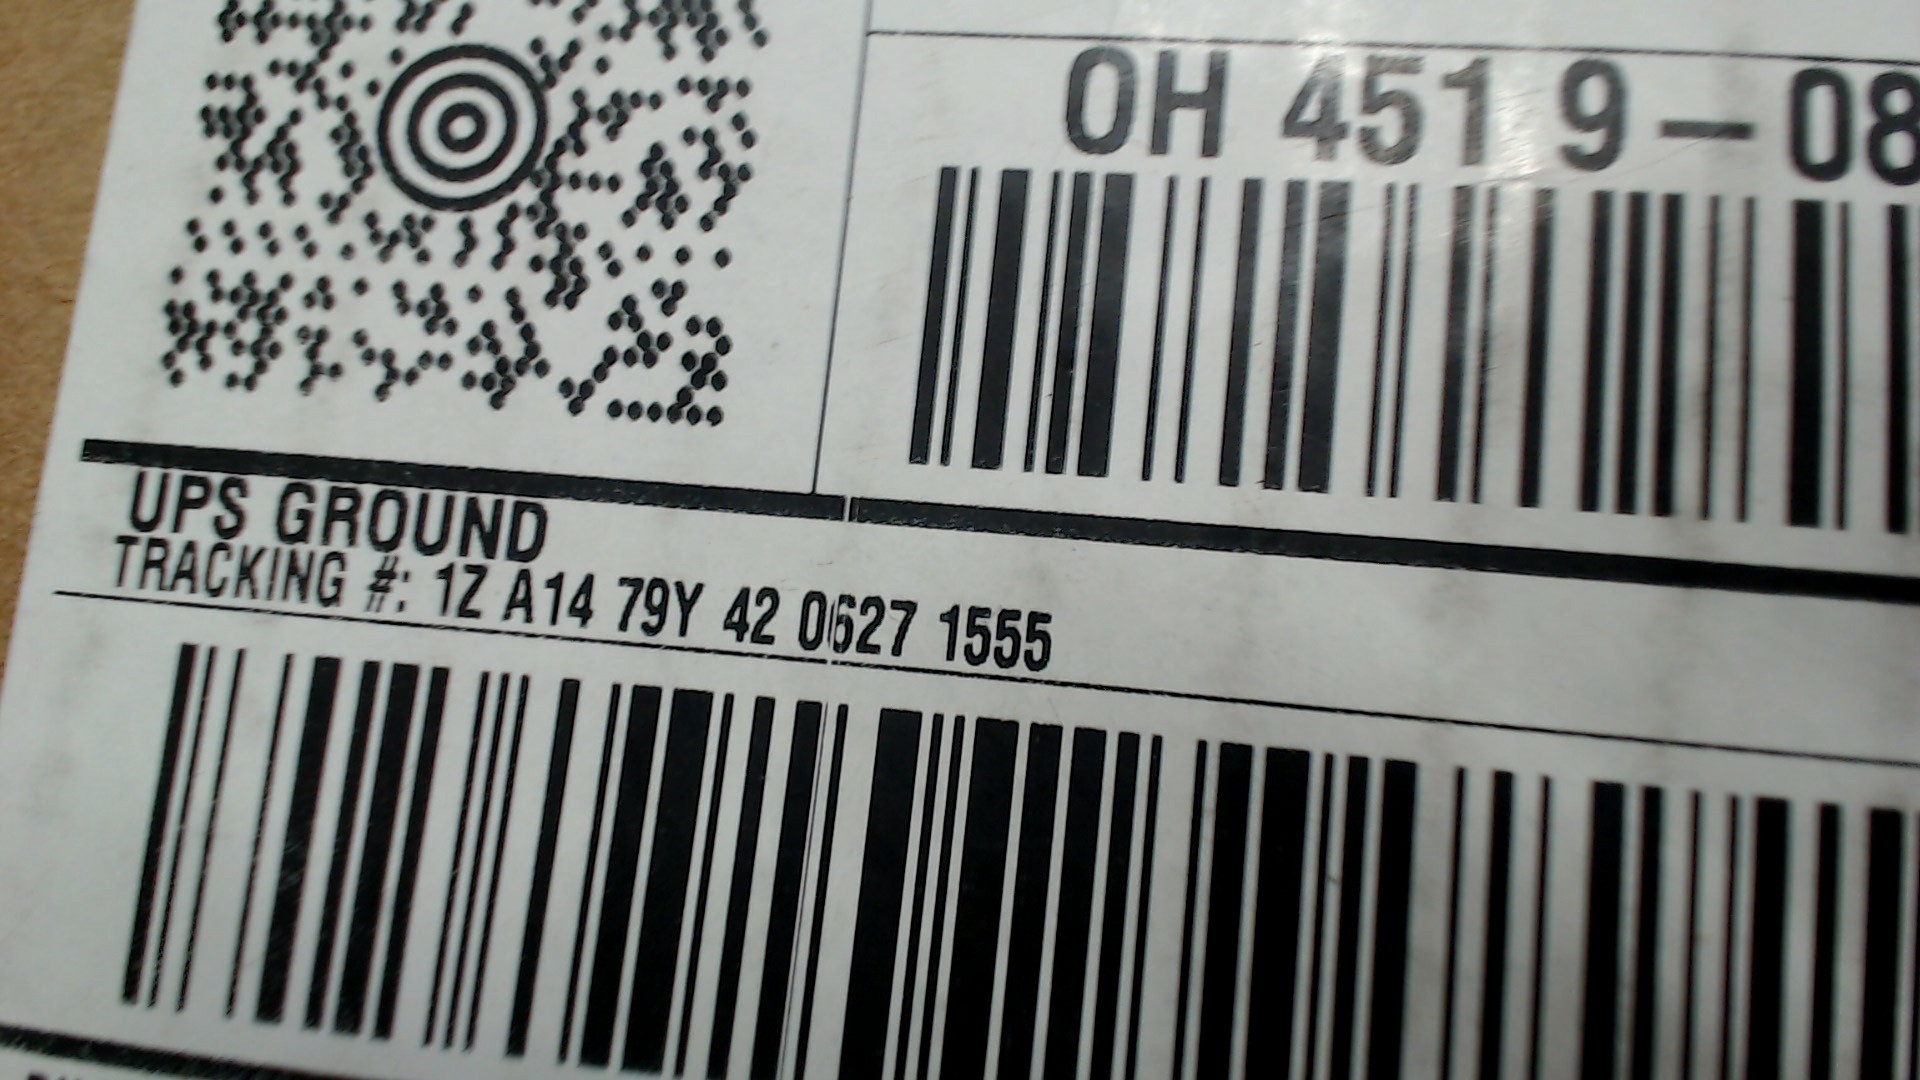 OH 451 9-08
UPS GROUND
TRACKING #: 1Z A14 79Y 42 0627 1555